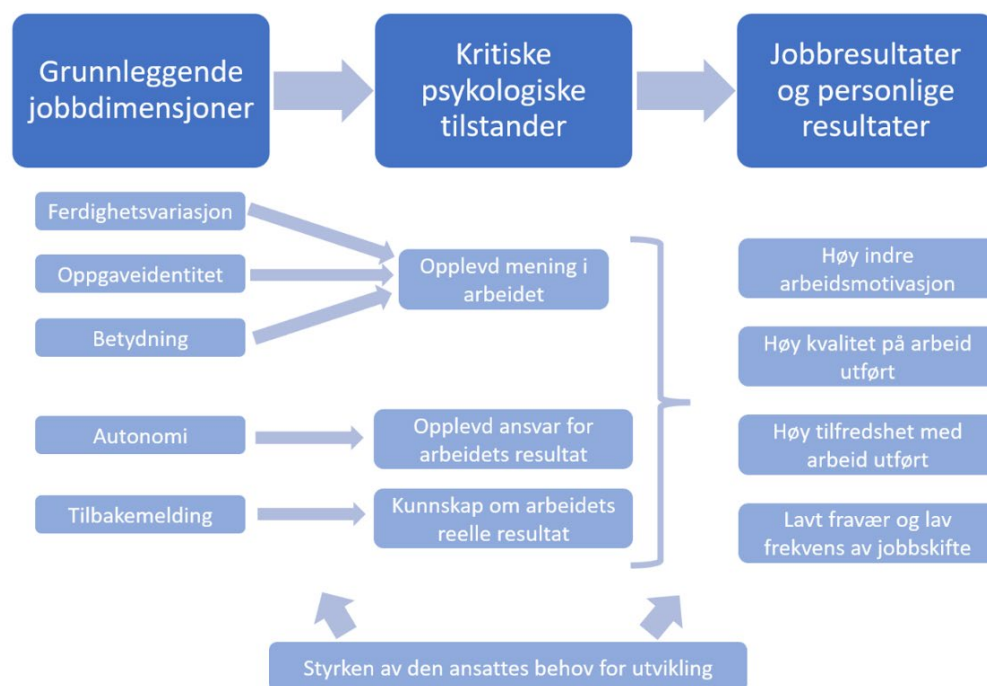 Grunnleggende
jobbdimensjoner
Kritiske
psykologiske
tilstander
Jobbresultater
og personlige
resultater
Ferdighetsvariasjon
Oppgaveidentitet
Betydning
Autonomi
Tilbakemelding
Opplevd mening i
arbeidet
Opplevd ansvar for
arbeidets resultat
Kunnskap om arbeidets
reelle resultat
Høy indre
arbeidsmotivasjon
Høy kvalitet på arbeid
utført
Høy tilfredshet med
arbeid utført
Lavt fravær og lav
frekvens av jobbskifte
Styrken av den ansattes behov for utvikling